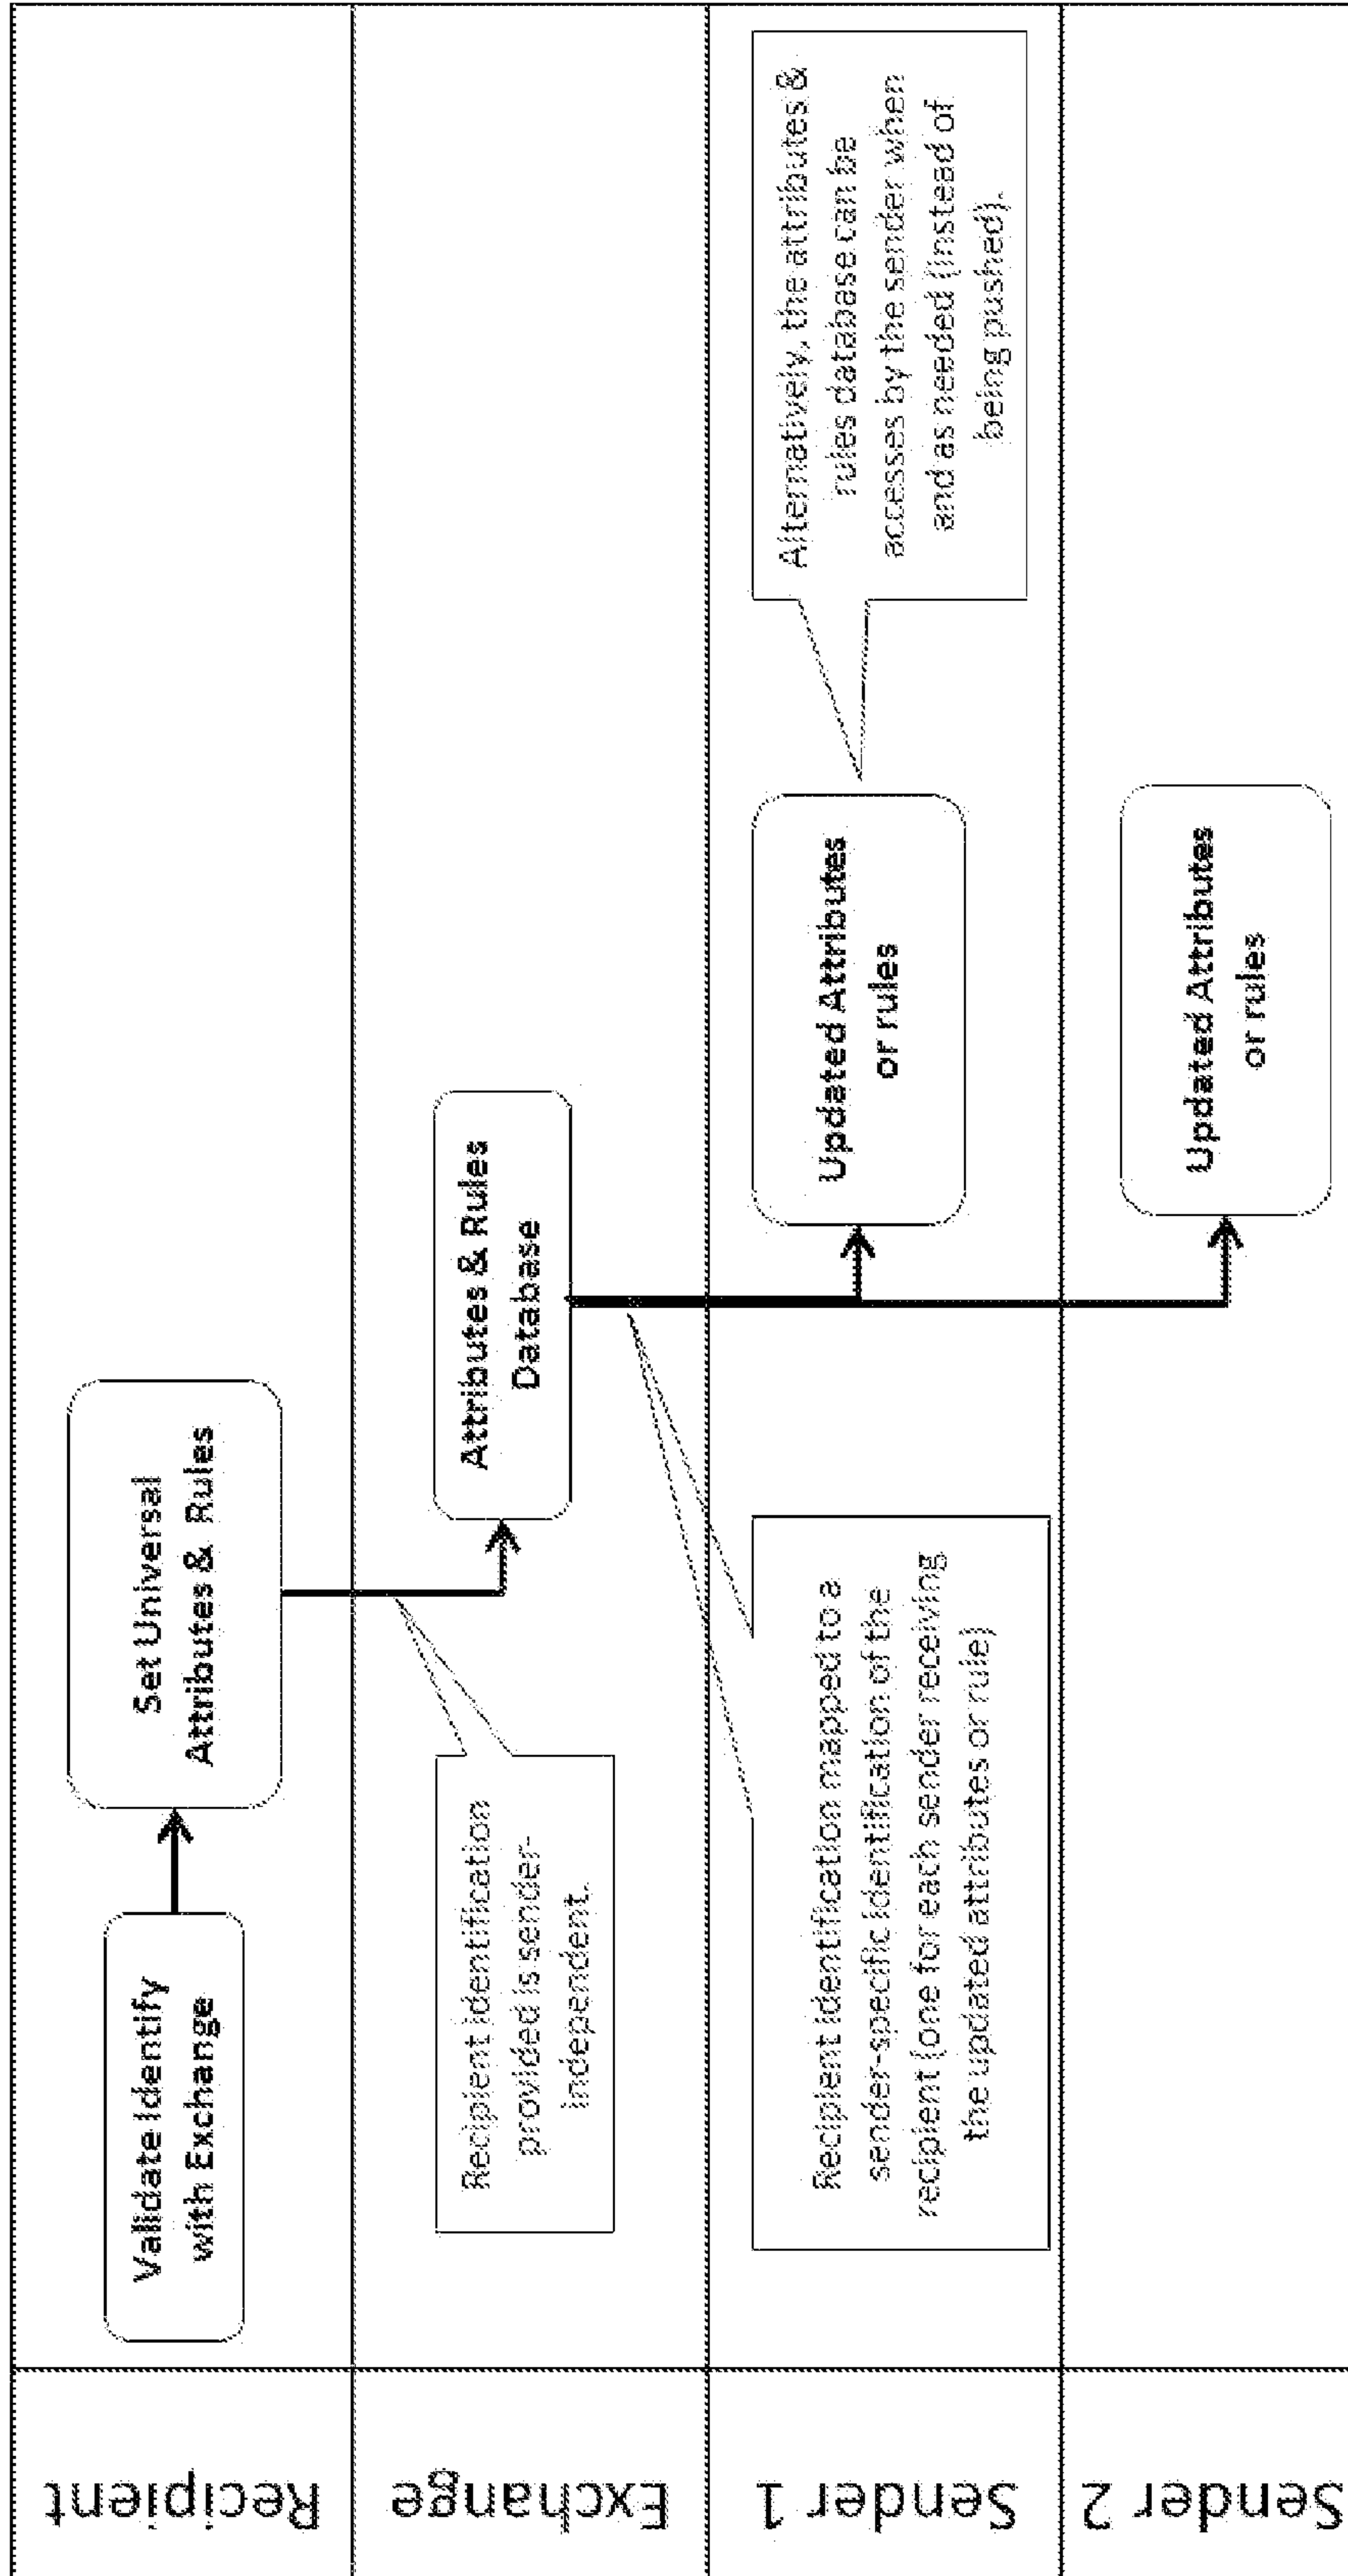 Recipient
Validate Identify
with Exchange
Set Universal
Attributes & Rules
Exchange
Recipient identification
provided is sender-
independent.
Attributes & Rules
Database
Sender 1
Recipient identification mapped to a
sender-specific identification of the
recipient (one for each sender receiving
the updated attributes or rule)
Updated Attributes
or rules
Alternatively, the attributes &
rules database can be
accesses by the sender when
and as needed (instead of
being pushed).
Sender 2
Updated Attributes
or rules